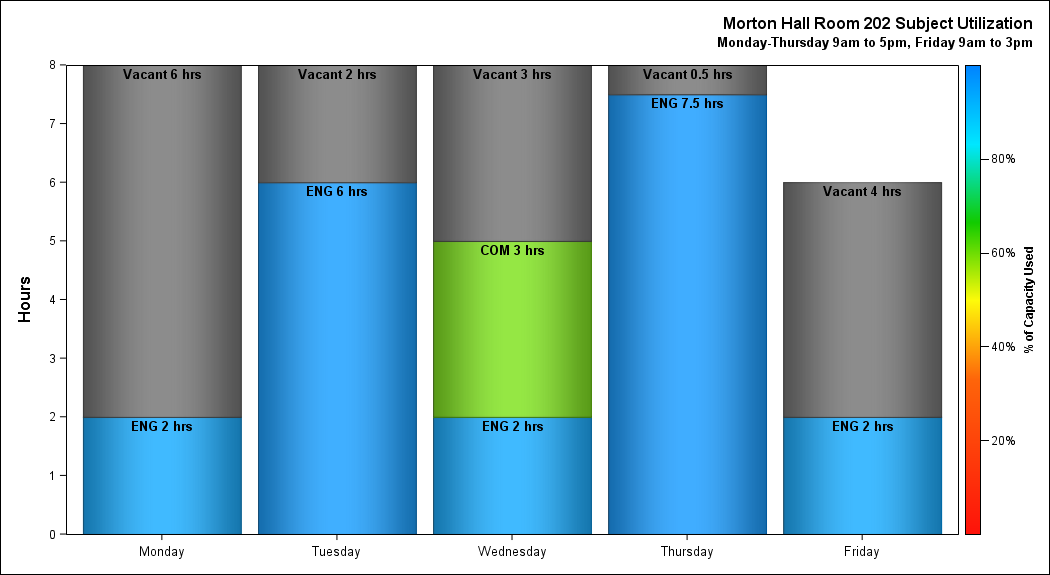 Morton Hall Room 202 Subject Utilization
Monday-Thursday 9am to 5pm, Friday 9am to 3pm
Hours
8
7
6
5
4
3
2
1
0
Vacant 6 hrs
ENG 2 hrs
Vacant 2 hrs
ENG 6 hrs
Vacant 3 hrs
COM 3 hrs
ENG 2 hrs
Vacant 0.5 hrs
ENG 7.5 hrs
Vacant 4 hrs
ENG 2 hrs
Monday
Tuesday
Wednesday
Thursday
Friday
80%
60%
40%
20%
% of Capacity Used